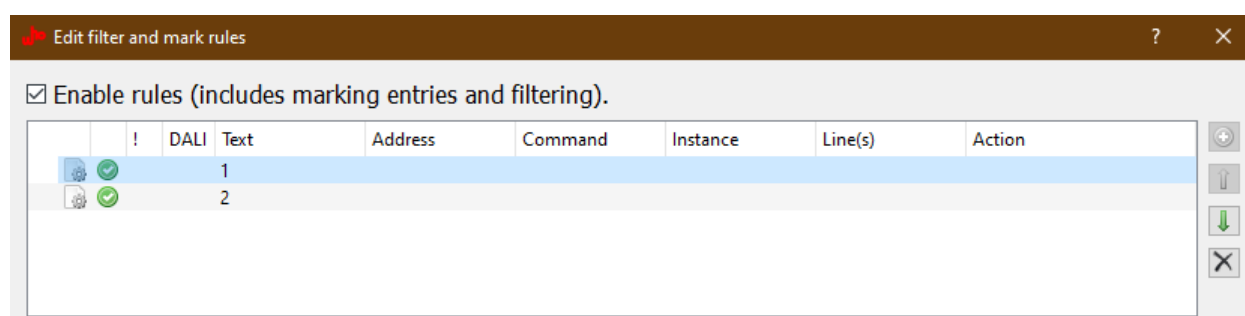 Edit filter and mark rules ?
Enable rules (includes marking entries and filtering).
! DALI Text Address Command Instance Line(s) Action
1
2